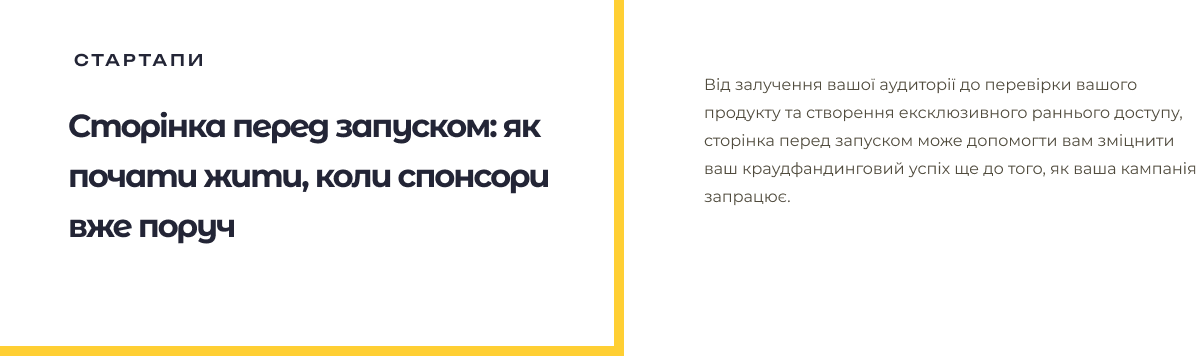 СТАРТАПИ
Сторінка перед запуском: як
почати жити, коли спонсори
вже поруч
Від залучення вашої аудиторії до перевірки вашого
продукту та створення ексклюзивного раннього доступу,
сторінка перед запуском може допомогти вам зміцнити
ваш краудфандинговий успіх ще до того, як ваша кампанія
запрацює.